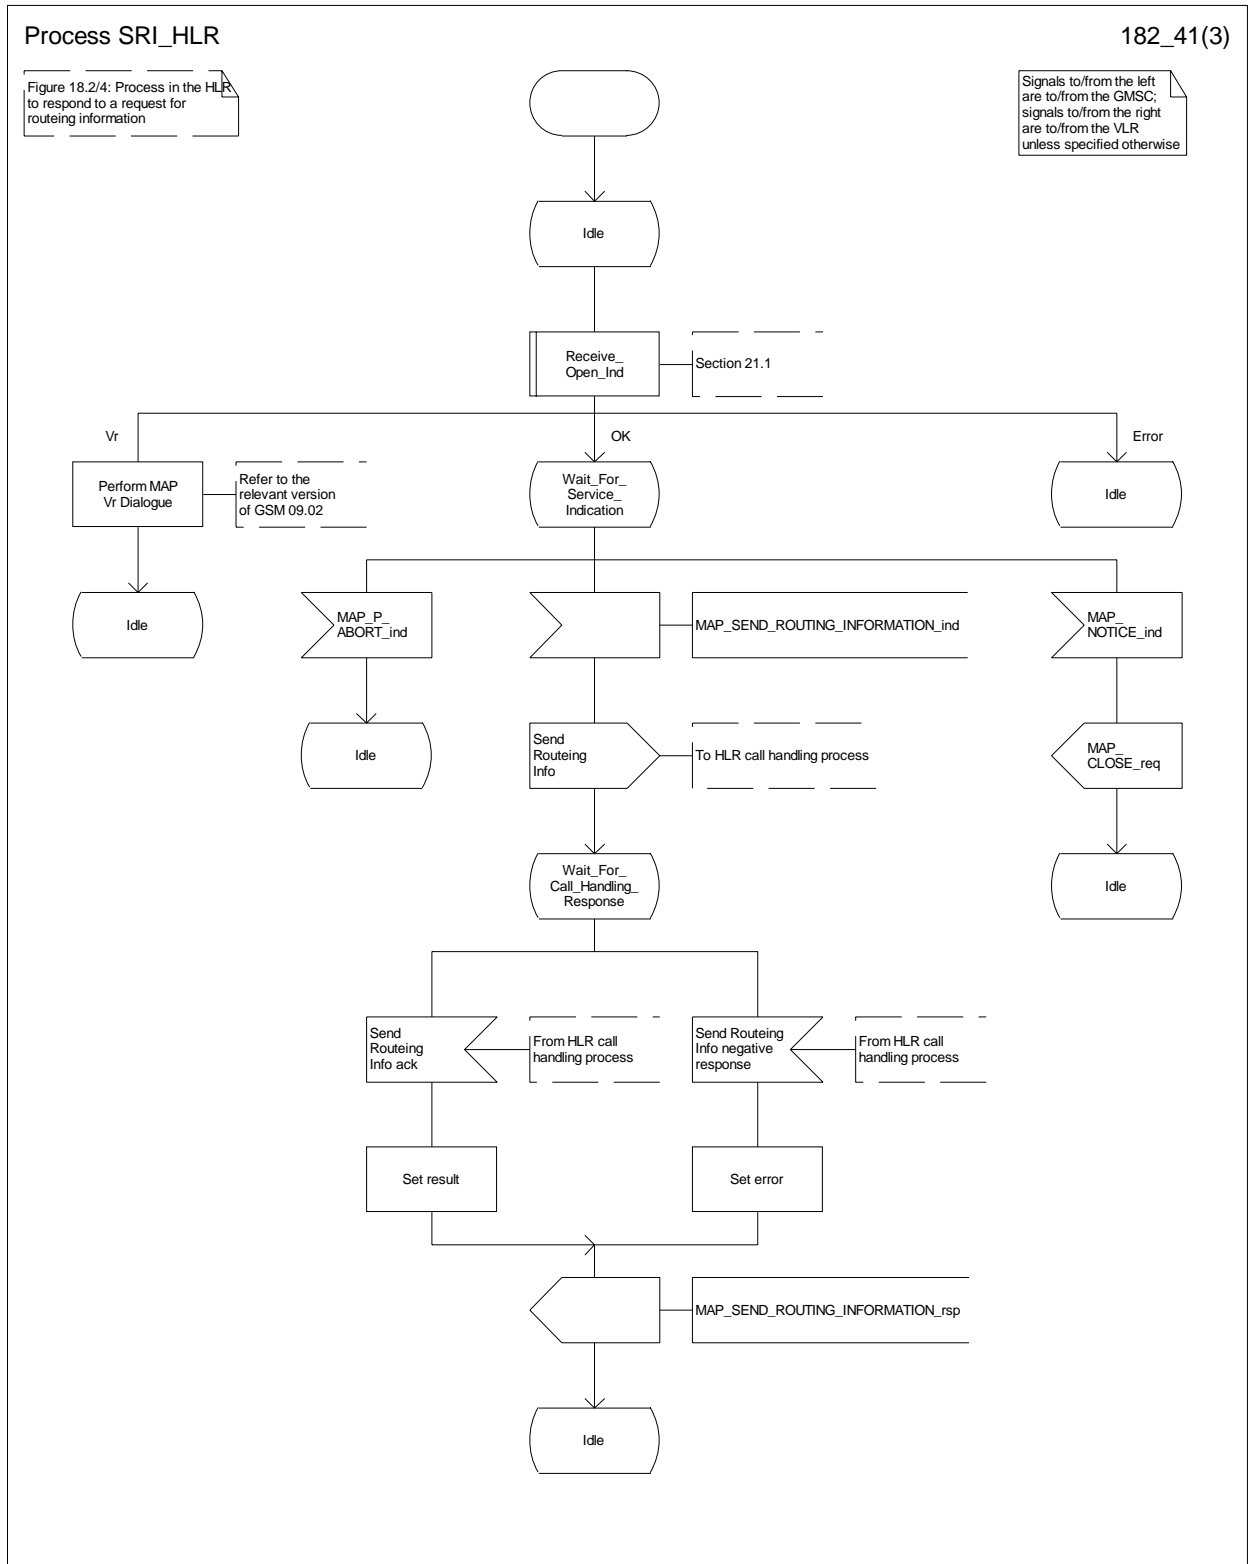 Process SRI_HLR
182_41(3)
Figure 18.2/4: Process in the HLR
to respond to a request for
routeing information
Signals to/from the left
are to/from the GMSC;
signals to/from the right
are to/from the VLR
unless specified otherwise
Idle
Receive_
Open_Ind
Section 21.1
Vr
OK
Error
Perform MAP
Vr Dialogue
Refer to the
relevant version
of GSM 09.02
Wait_For_
Service_
Indication
Idle
Idle
MAP_P_
ABORT_ind
MAP_SEND_ROUTING_INFORMATION_ind
MAP_
NOTICE_ind
Idle
Send
Routeing
Info
To HLR call handling process
MAP_
CLOSE_req
Wait_For_
Call_Handling_
Response
Idle
Send
Routeing
Info ack
From HLR call
handling process
Send Routeing
Info negative
response
From HLR call
handling process
Set result
Set error
MAP_SEND_ROUTING_INFORMATION_rsp
Idle